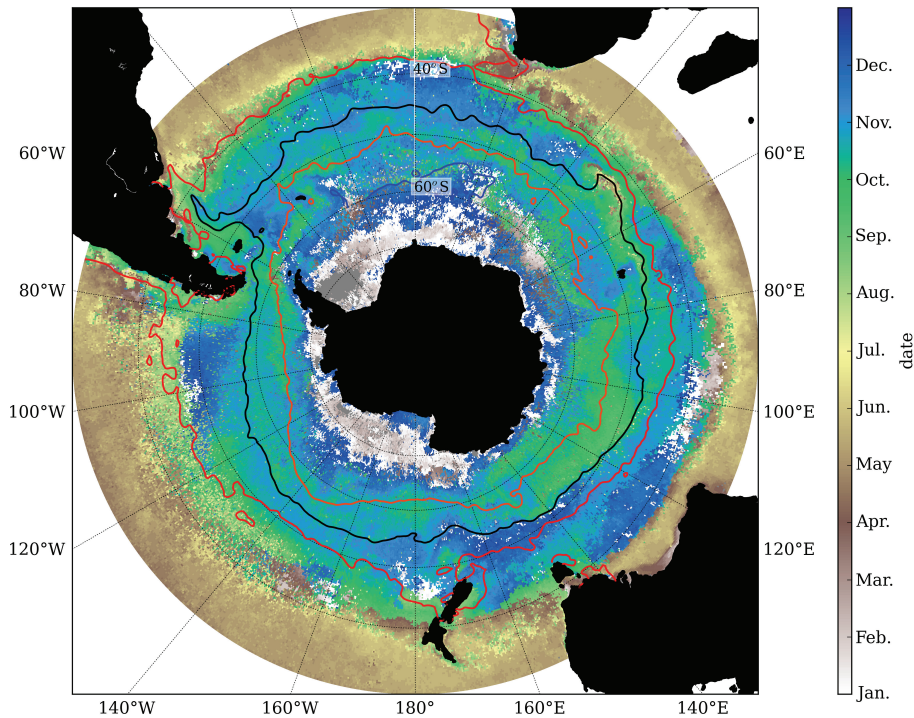 40°S
60°S
60°W
80°W
100°W
120°W
140°W
160°W
180°
160°E
140°E
60°E
80°E
100°E
120°E
Dec.
Nov.
Oct.
Sep.
Aug.
Jul.
Jun.
May
Apr.
Mar.
Feb.
Jan.
date